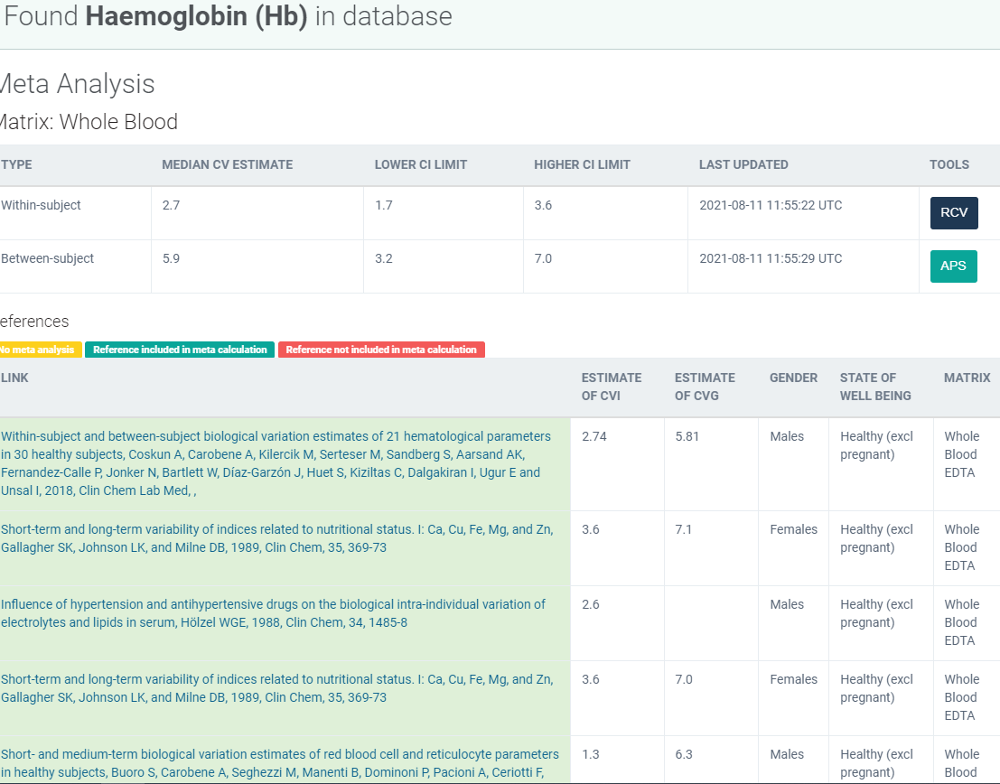 Found Haemoglobin (Hb) in database
Meta Analysis
Matrix: Whole Blood
TYPE MEDIAN CV ESTIMATE LOWER CI LIMIT HIGHER CI LIMIT LAST UPDATED TOOLS
Within-subject 2.7 1.7 3.6 2021-08-11 11:55:22 UTC RCV
Between-subject 5.9 3.2 7.0 2021-08-11 11:55:29 UTC APS
eferences
No meta analysis Reference included in meta calculation Reference not included in meta calculation
LINK ESTIMATE OF CVI ESTIMATE OF CVG GENDER STATE OF WELL BEING MATRIX
Within-subject and between-subject biological variation estimates of 21 hematological parameters
in 30 healthy subjects, Coskun A, Carobene A, Kilercik M, Serteser M, Sandberg S, Aarsand AK,
Fernandez-Calle P, Jonker N, Bartlett W, Díaz-Garzón J, Huet S, Kiziltas C, Dalgakiran I, Ugur E and
Unsal I, 2018, Clin Chem Lab Med, ,
2.74 5.81 Males Healthy (excl pregnant) Whole Blood EDTA
Short-term and long-term variability of indices related to nutritional status. I: Ca, Cu, Fe, Mg, and Zn,
Gallagher SK, Johnson LK, and Milne DB, 1989, Clin Chem, 35, 369-73
3.6 7.1 Females Healthy (excl pregnant) Whole Blood EDTA
Influence of hypertension and antihypertensive drugs on the biological intra-individual variation of
electrolytes and lipids in serum, Hölzel WGE, 1988, Clin Chem, 34, 1485-8
2.6 Males Healthy (excl pregnant) Whole Blood EDTA
Short-term and long-term variability of indices related to nutritional status. I: Ca, Cu, Fe, Mg, and Zn,
Gallagher SK, Johnson LK, and Milne DB, 1989, Clin Chem, 35, 369-73
3.6 7.0 Females Healthy (excl pregnant) Whole Blood EDTA
Short- and medium-term biological variation estimates of red blood cell and reticulocyte parameters
in healthy subjects, Buoro S, Carobene A, Seghezzi M, Manenti B, Dominoni P, Pacioni A, Ceriotti F,
1.3 6.3 Males Healthy (excl pregnant) Whole Blood